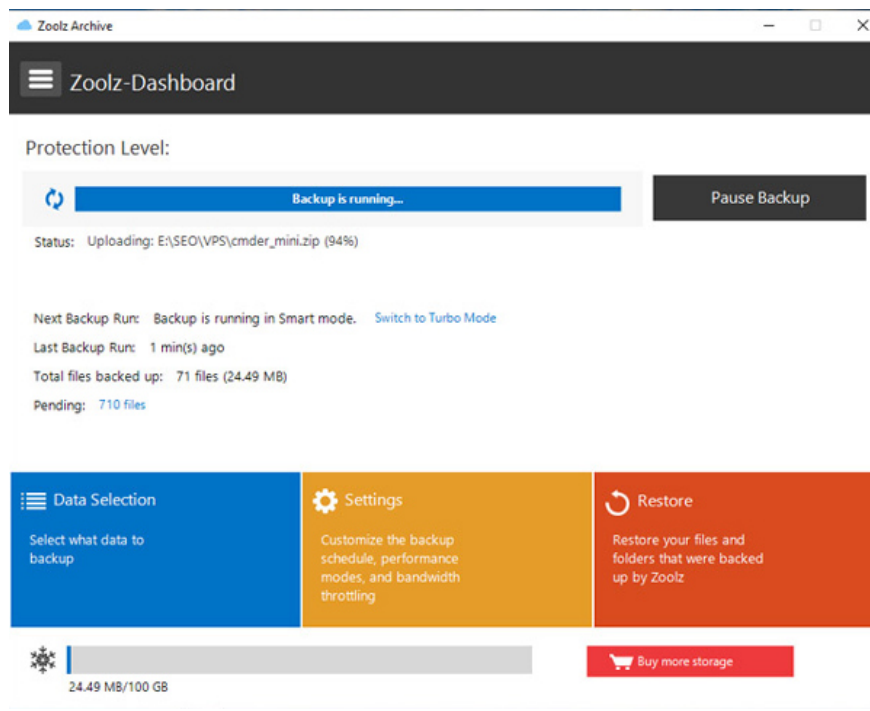 Zoolz Archive
Zoolz-Dashboard
Protection Level:
Backup is running...
Pause Backup
Status: Uploading: E:\SEO\VPS\cmder_mini.zip (94%)
Next Backup Run: Backup is running in Smart mode. Switch to Turbo Mode
Last Backup Run: 1 min(s) ago
Total files backed up: 71 files (24.49 MB)
Pending: 710 files
Data Selection
Select what data to
backup
Settings
Customize the backup
schedule, performance
modes, and bandwidth
throttling
Restore
Restore your files and
folders that were backed
up by Zoolz
24.49 MB/100 GB
Buy more storage